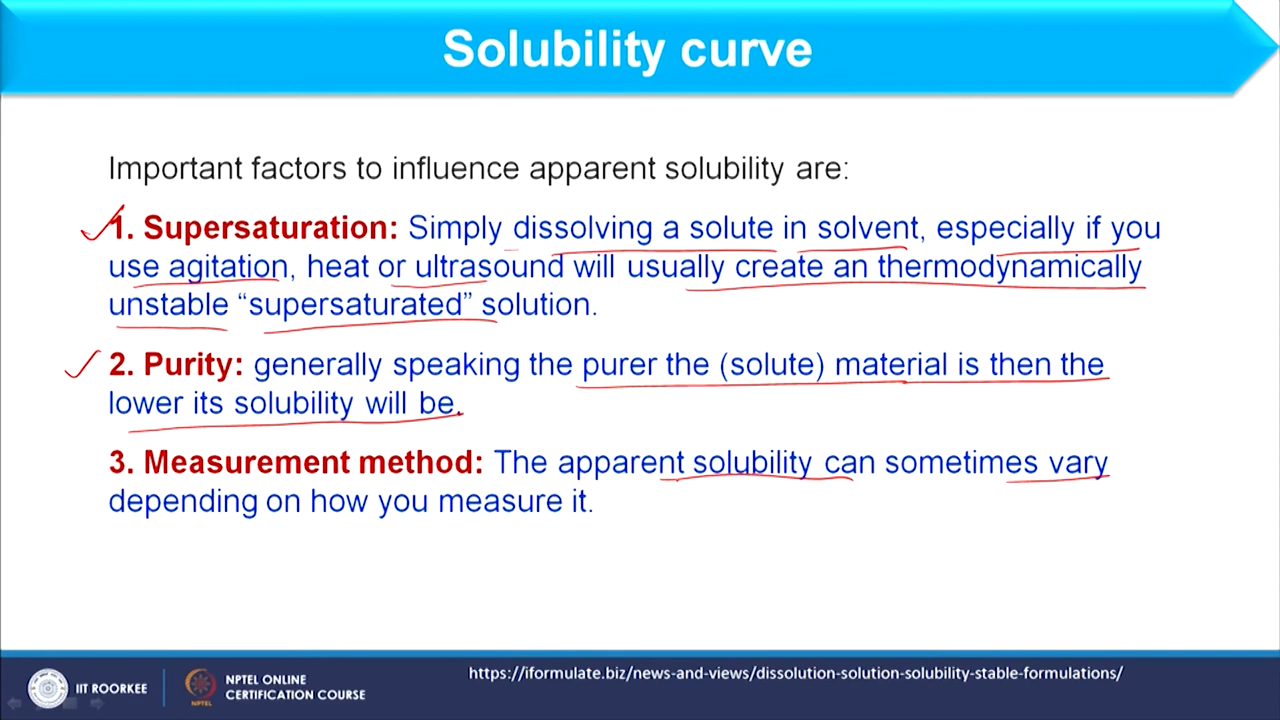 Solubility curve
Important factors to influence apparent solubility are:
1. Supersaturation: Simply dissolving a solute in solvent, especially if you
use agitation, heat or ultrasound will usually create an thermodynamically
unstable “supersaturated” solution.
2. Purity: generally speaking the purer the (solute) material is then the
lower its solubility will be.
3. Measurement method: The apparent solubility can sometimes vary
depending on how you measure it.
https://iformulate.biz/news-and-views/dissolution-solution-solubility-stable-formulations/
IIT ROORKEE
NPTEL ONLINE
CERTIFICATION COURSE
NPTEL